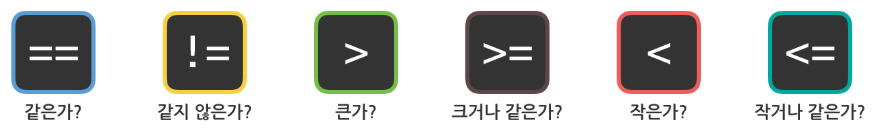 == != > >= < <=
같은가? 같지 않은가? 큰가? 크거나 같은가? 작은가? 작거나 같은가?